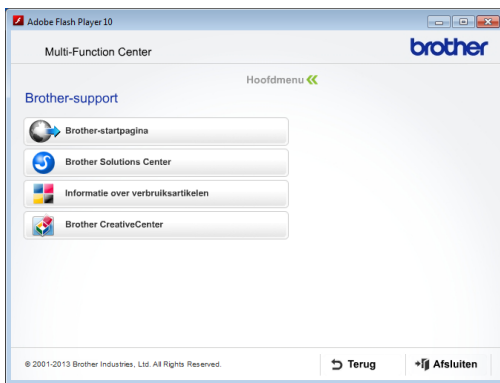 Adobe Flash Player 10
Multi-Function Center
brother
Hoofdmenu
Brother-support
Brother-startpagina
Brother Solutions Center
Informatie over verbruiksartikelen
Brother CreativeCenter
© 2001-2013 Brother Industries, Ltd. All Rights Reserved.
Terug
Afsluiten